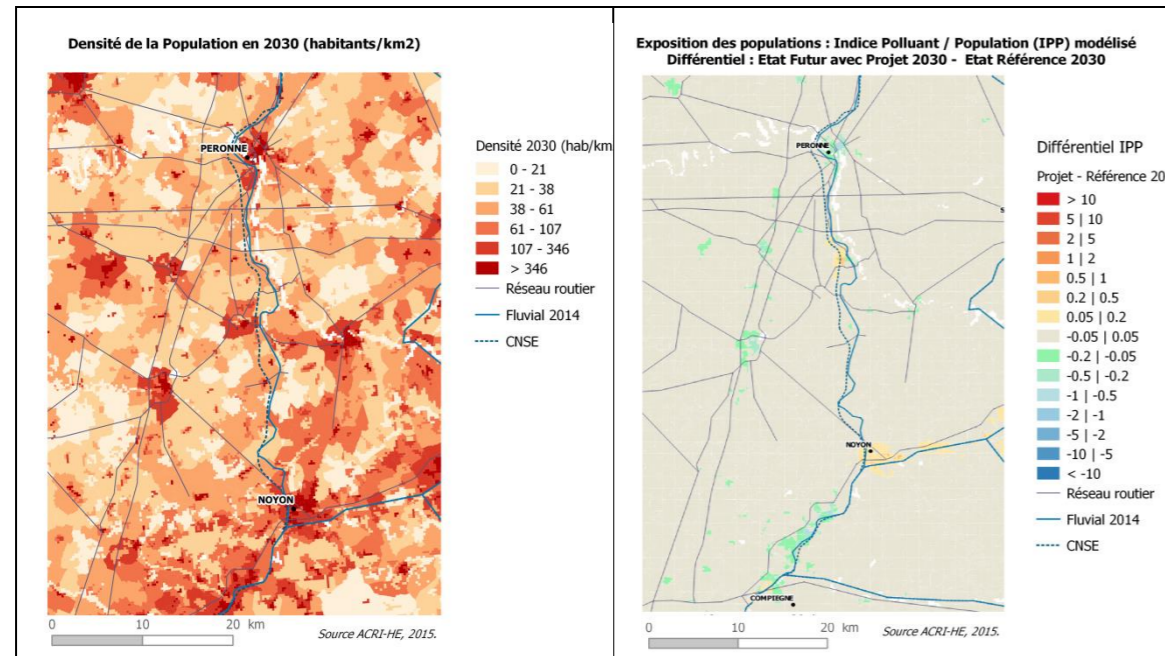 Densité de la Population en 2030 (habitants/km2)
PERONNE
NOYON
Densité 2030 (hab/km
0 - 21
21 - 38
38 - 61
61 - 107
107 - 346
> 346
Réseau routier
Fluvial 2014
CNSE
0 10 20 km
Source ACRI-HE, 2015.
Exposition des populations : Indice Polluant / Population (IPP) modélisé
Différentiel : Etat Futur avec Projet 2030 - Etat Référence 2030
PERONNE
S
NOYON
COMPIEGNE
Différentiel IPP
Projet - Référence 20
> 10
5 | 10
2 | 5
1 | 2
0.5 | 1
0.2 | 0.5
0.05 | 0.2
-0.05 | 0.05
-0.2 | -0.05
-0.5 | -0.2
-1 | -0.5
-2 | -1
-5 | -2
-10 | -5
< -10
Réseau routier
Fluvial 2014
CNSE
0 10 20 km
Source ACRI-HE, 2015.